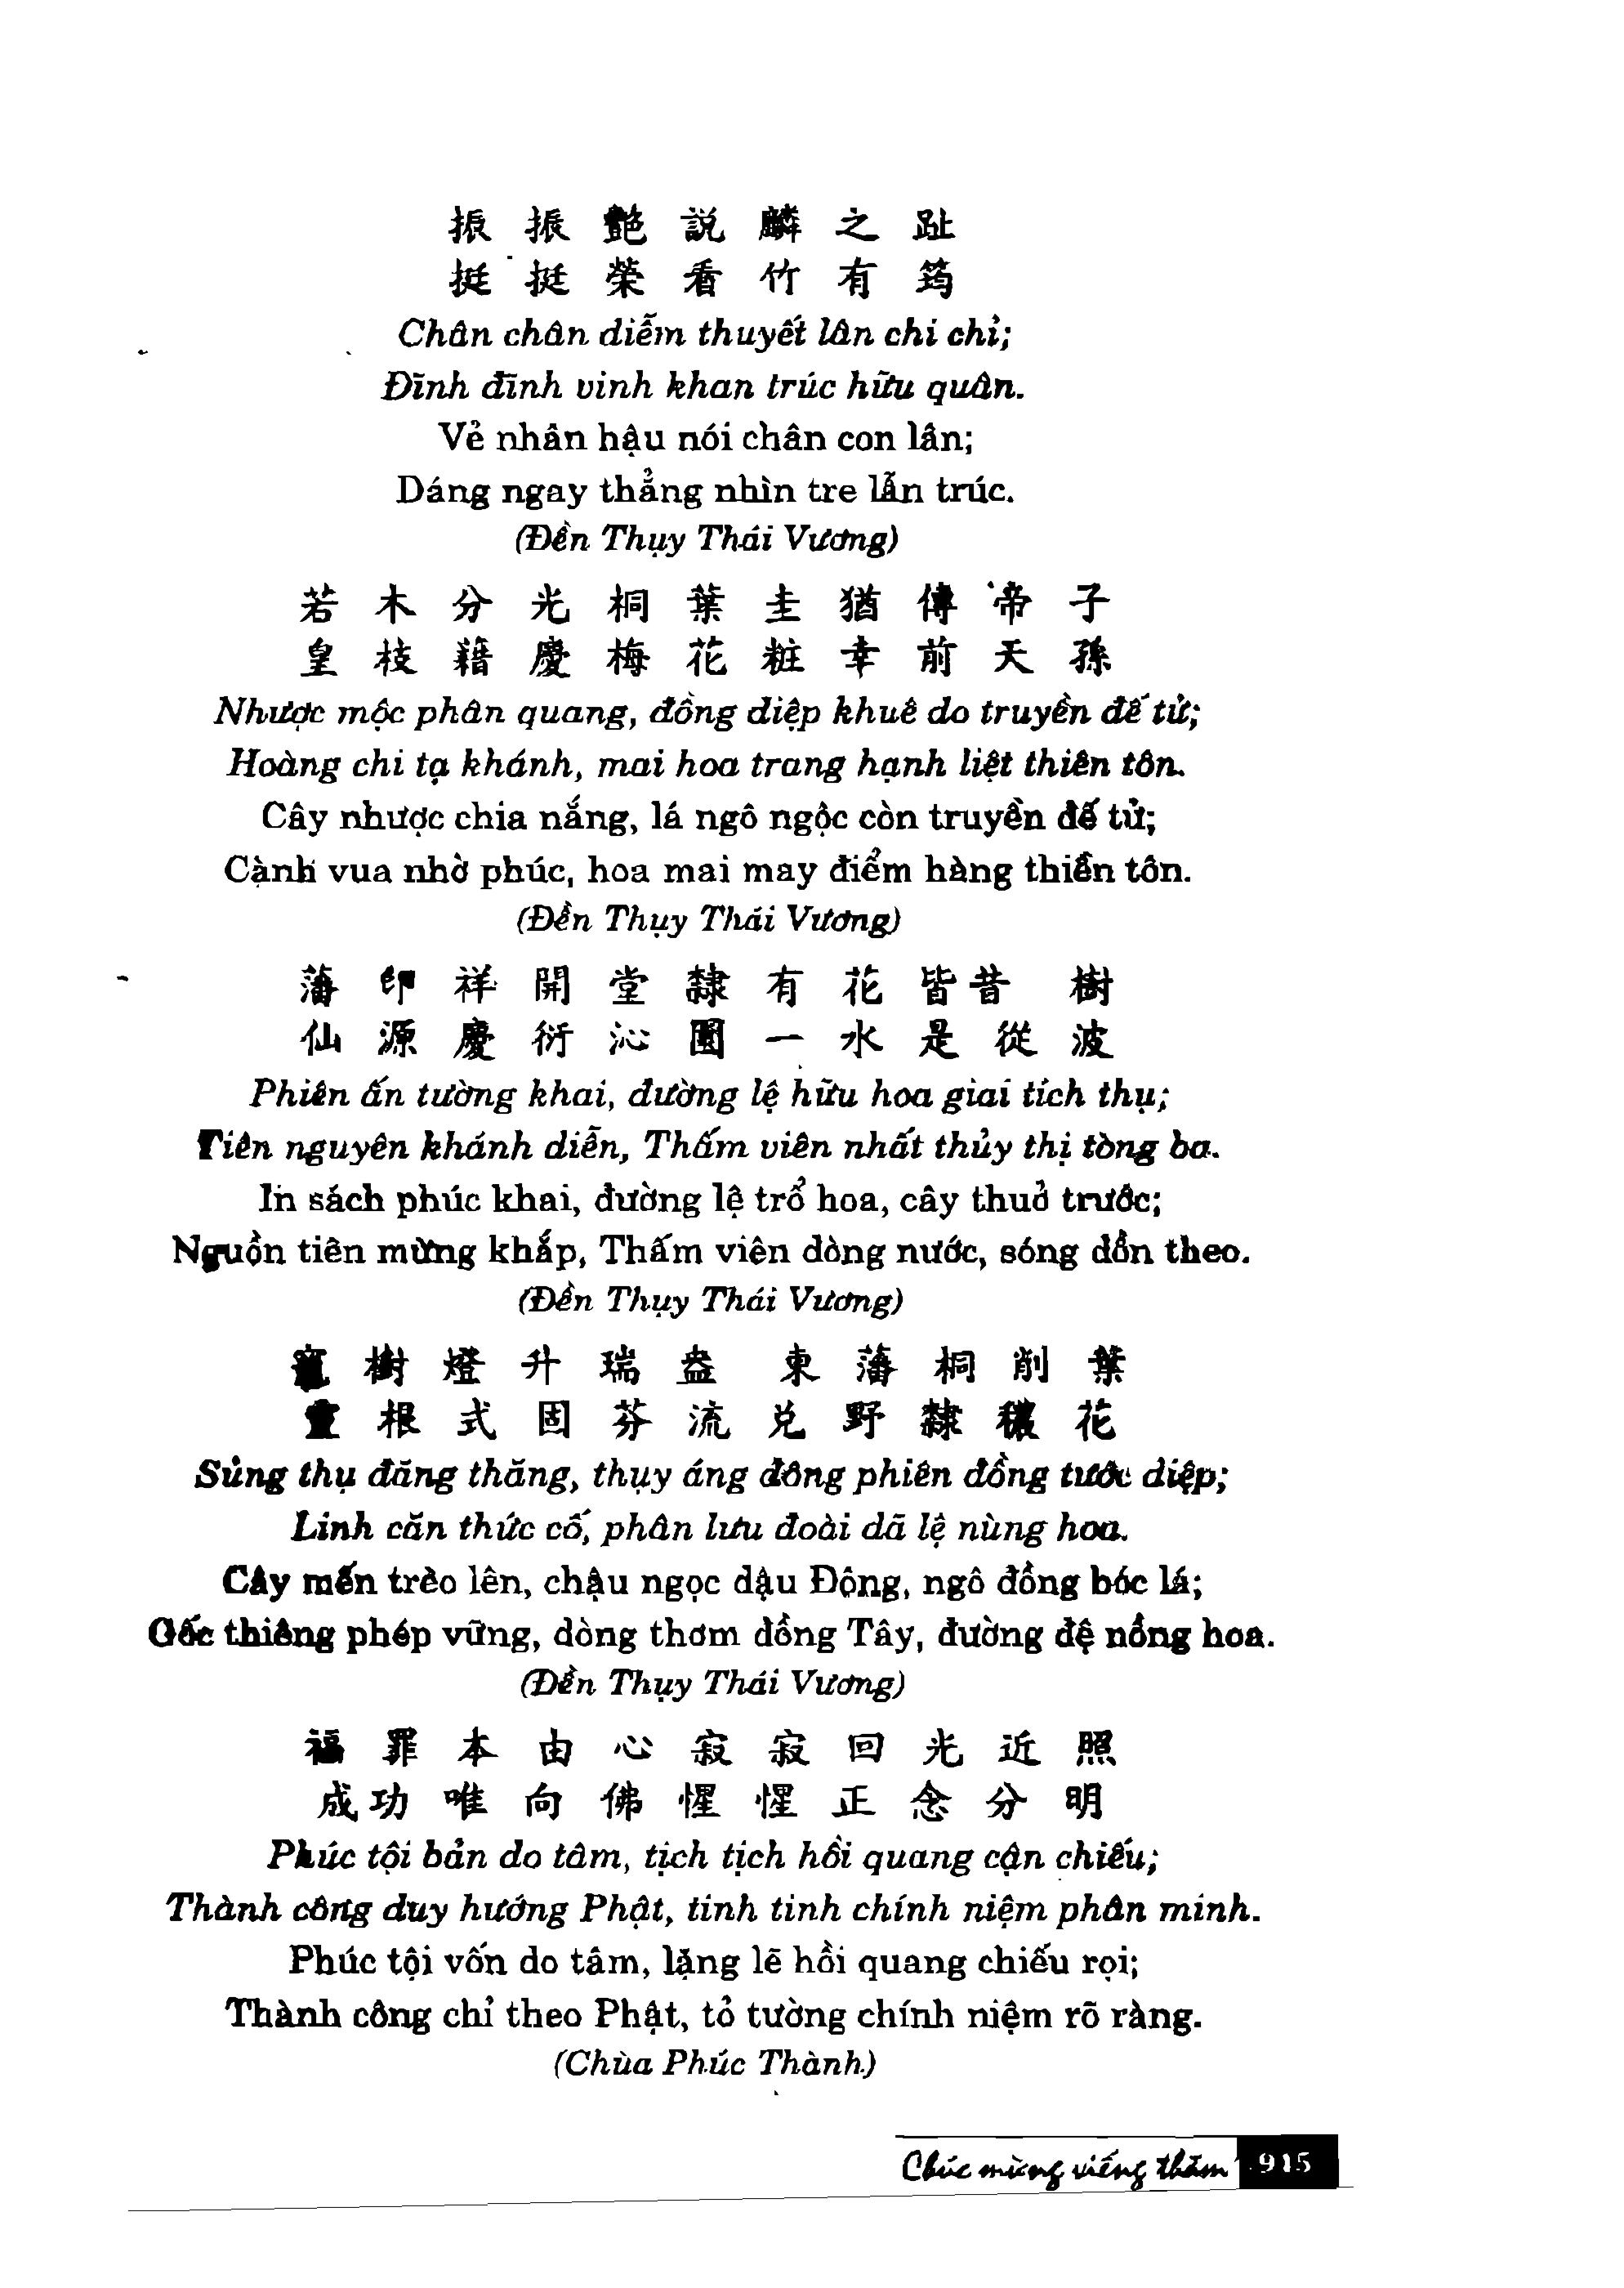 振振艶説麟之趾
挺挺榮看竹有筠
Chân chân diễm thuyết lân chi chỉ;
Đĩnh đĩnh vinh khan trúc hữu quân.
Vẻ nhân hậu nói chân con lân;
Dáng ngay thẳng nhìn tre lẫn trúc.
(Đền Thụy Thái Vương)
若木分光桐葉圭猶傳帝子
皇枝藉慶梅花粧幸前天孫
Nhược mộc phân quang, đồng diệp khuê do truyền đế tử;
Hoàng chi tạ khánh, mai hoa trang hạnh liệt thiên tôn.
Cây nhược chia nắng, lá ngô ngộc còn truyền đế tử;
Cành vua nhờ phúc, hoa mai may điểm hàng thiền tôn.
(Đền Thụy Thái Vương)
藩印祥開堂隸有花皆昔樹
仙源慶衍沁園一水是從波
Phiên ấn tường khai, đường lệ hữu hoa giai tích thụ;
Tiên nguyên khánh diễn, Thấm viên nhất thủy thị tòng ba.
In sách phúc khai, đường lệ trổ hoa, cây thuở trước;
Nguồn tiên mừng khắp, Thấm viên dòng nước, sóng dồn theo.
(Đền Thụy Thái Vương)
樹燈升瑞盎東藩桐削葉
靈根式固芬流兑野隸穠花
Sủng thụ đăng thăng, thụy áng đông phiên đồng tước diệp;
Linh căn thức cố, phân lưu đoài dã lệ nùng hoa.
Cây mến trèo lên, chậu ngọc dậu Động, ngô đồng bóc lá;
Gốc thiêng phép vững, dòng thơm đồng Tây, đường đệ nồng hoa.
(Đền Thụy Thái Vương)
福罪本由心寂寂回光近照
成功唯向佛惺惺正念分明
Phúc tội bản do tâm, tịch tịch hồi quang cận chiếu;
Thành công duy hướng Phật, tinh tinh chính niệm phân minh.
Phúc tội vốn do tâm, lặng lẽ hồi quang chiếu rọi;
Thành công chỉ theo Phật, tỏ tường chính niệm rõ ràng.
(Chùa Phúc Thành)
Chúc mừng viếng thăm 915